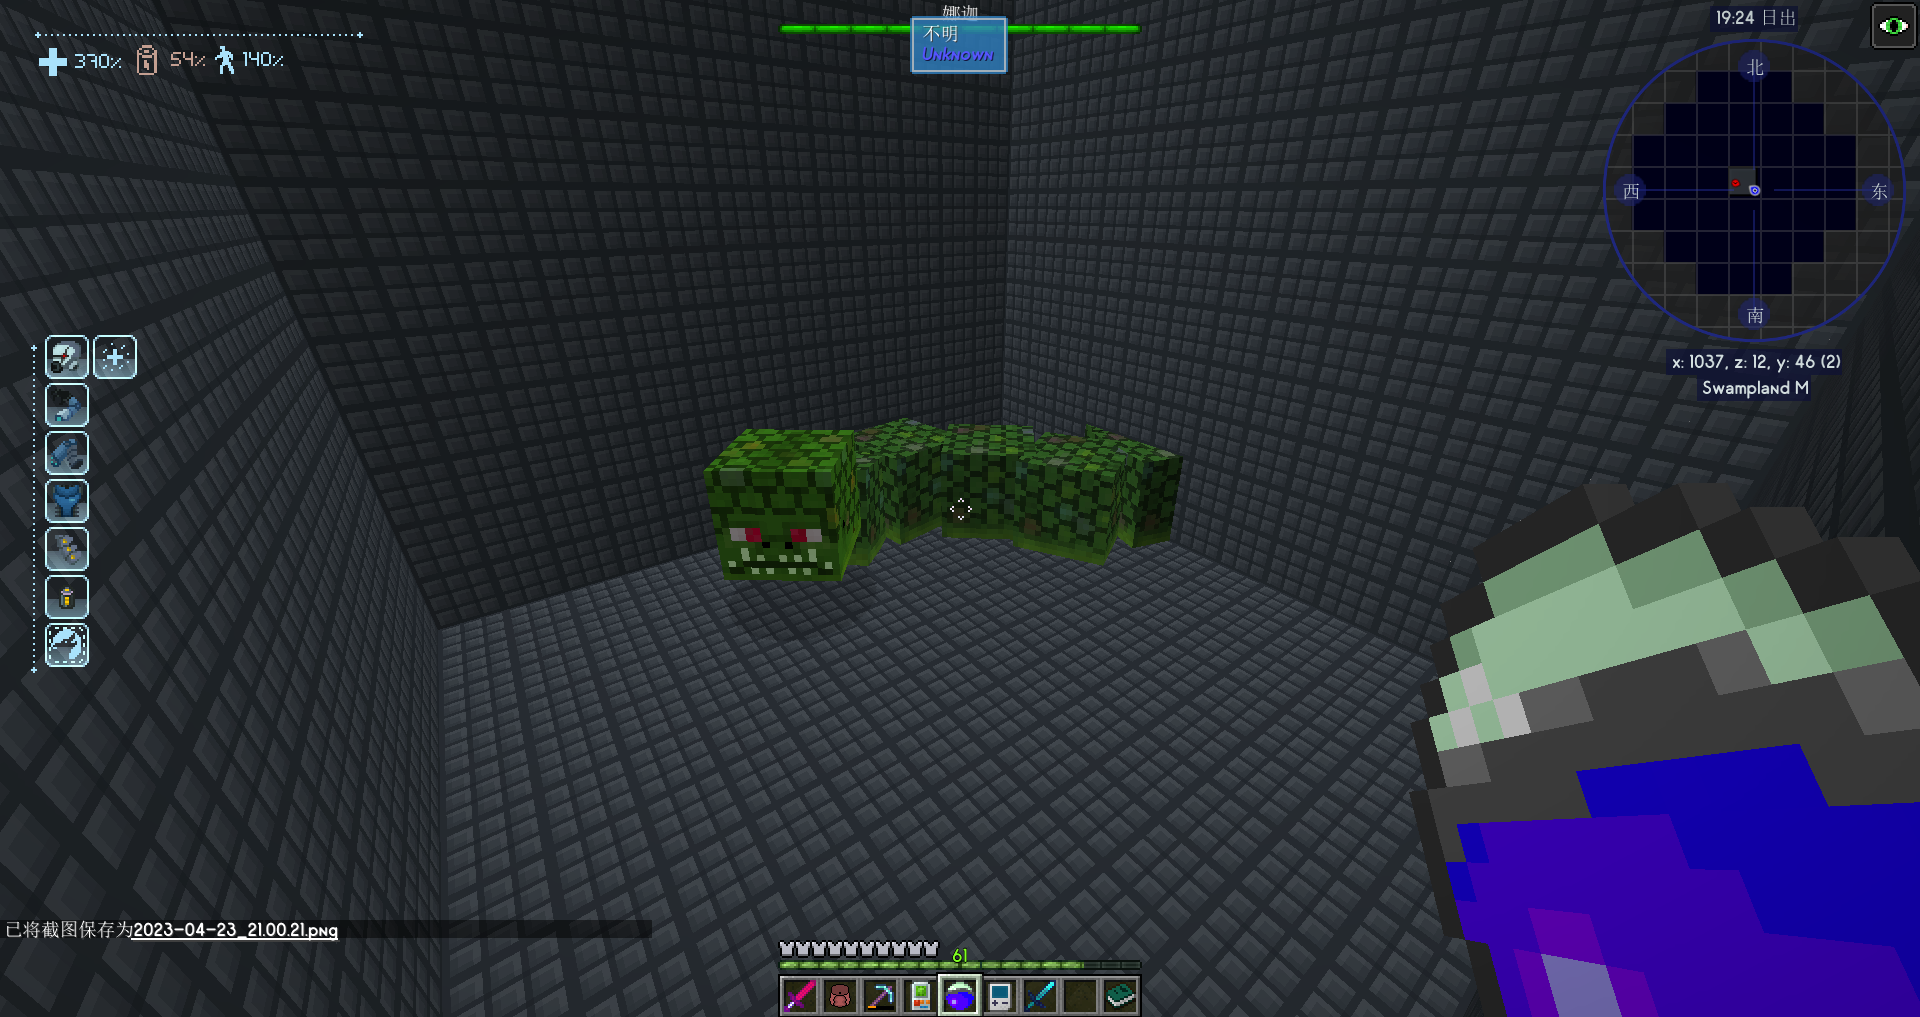 娜迦
不明
Unknown
370%
54%
140%
19:24 日出
北
西
东
南
x: 1037, z: 12, y: 46 (2)
Swampland M
已将截图保存为2023-04-23_21.00.21.png
61